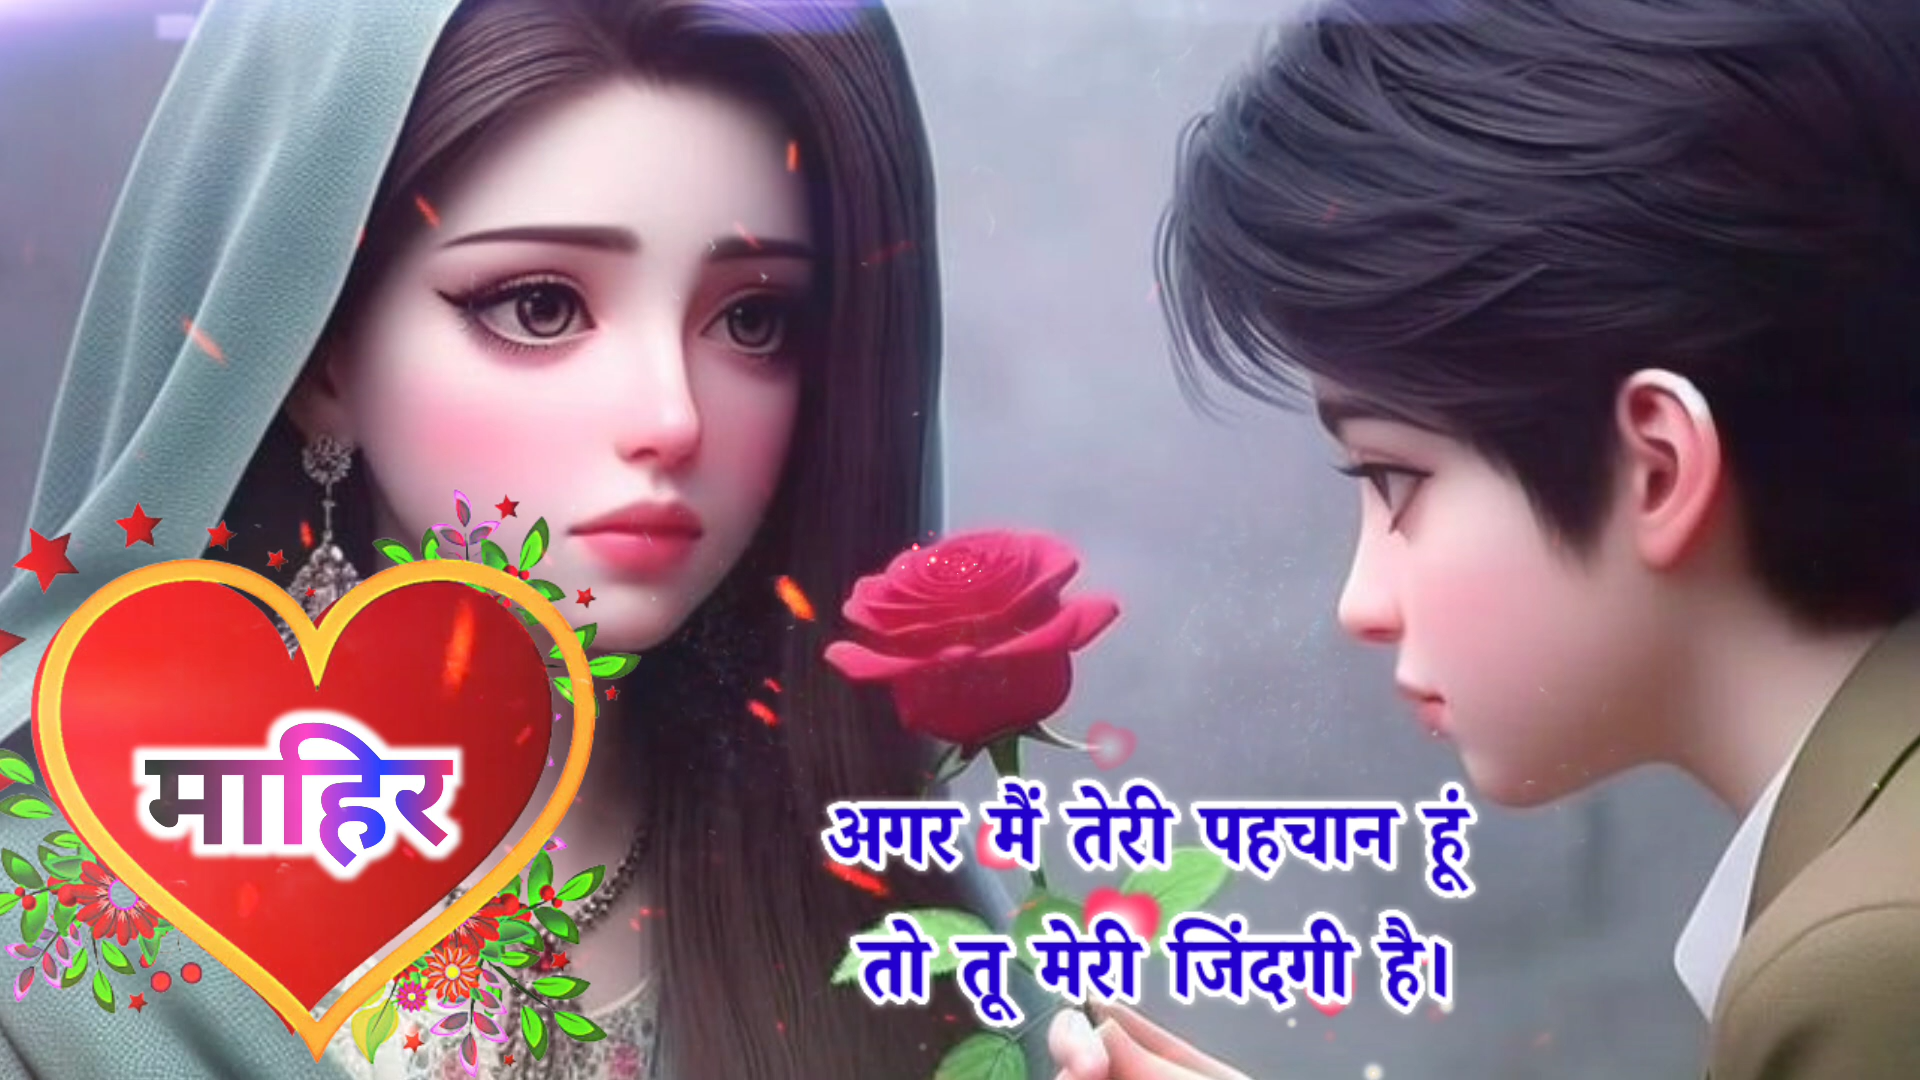 माहिर
अगर मैं तेरी पहचान हूं
तो तू मेरी जिंदगी है।